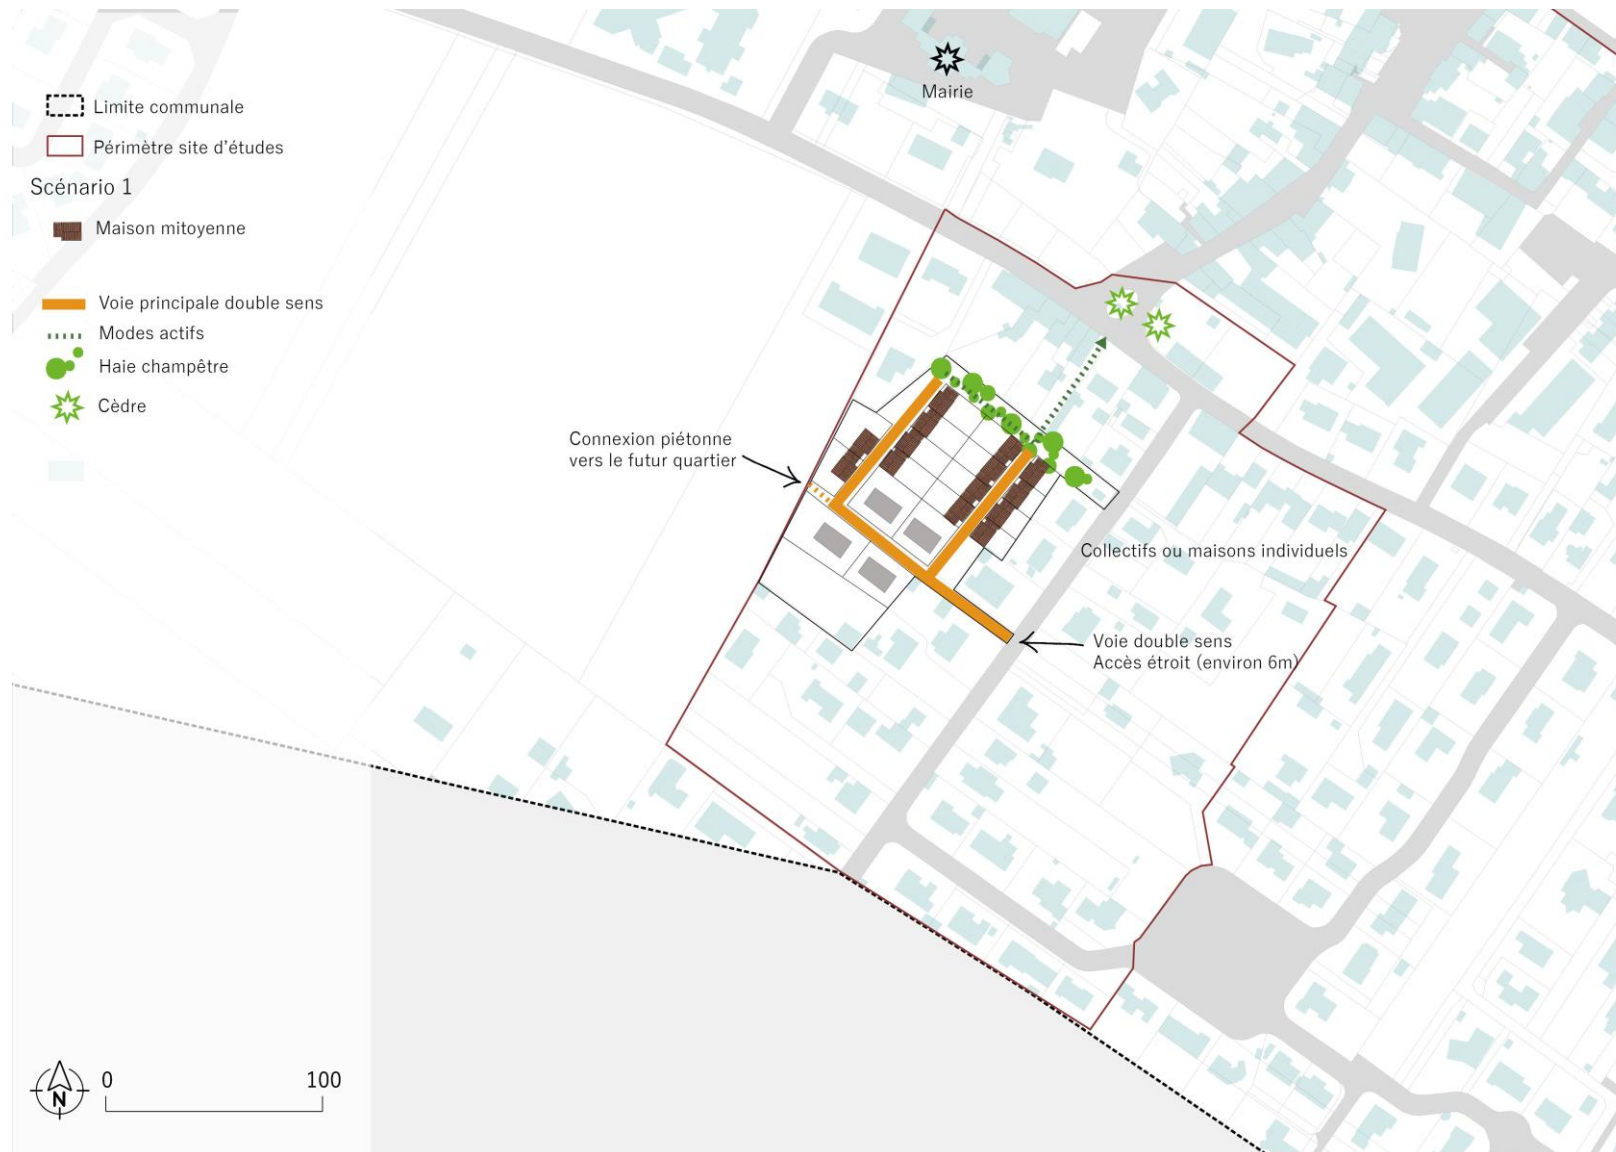 Mairie
Limite communale
Périmètre site d'études
Scénario 1
Maison mitoyenne
Voie principale double sens
Modes actifs
Haie champêtre
Cèdre
Connexion piétonne
vers le futur quartier
Collectifs ou maisons individuels
Voie double sens
Accès étroit (environ 6m)
N
0 100